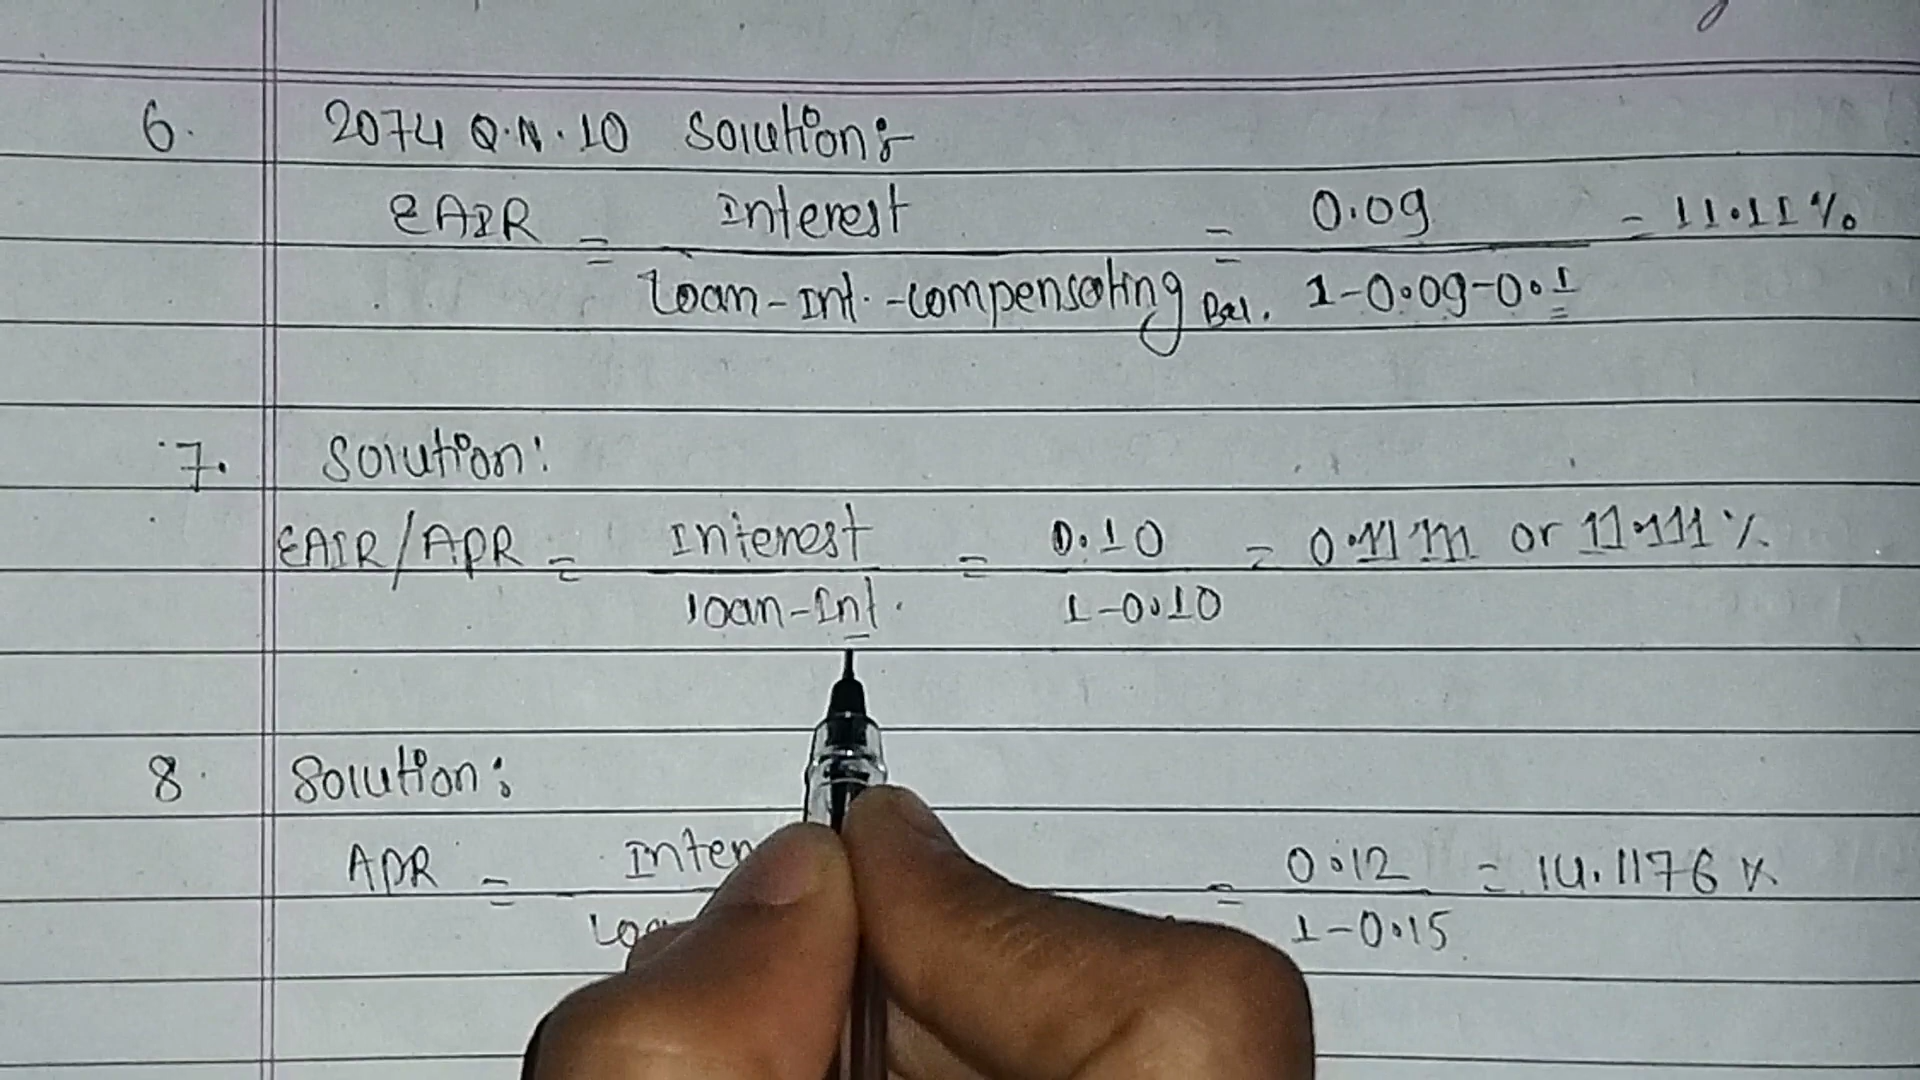 6. 2074 Q.N.10 Solution:-
EAIR = Interest / Loan-Int.-compensating Bal. = 0.09 / 1-0.09-0.1 = 11.11%
7. Solution:
EAIR/APR = Interest / loan-Int. = 0.10 / 1-0.10 = 0.11111 or 11.111%
8. Solution:
APR = = 0.12 / 1-0.15 = 14.1176%